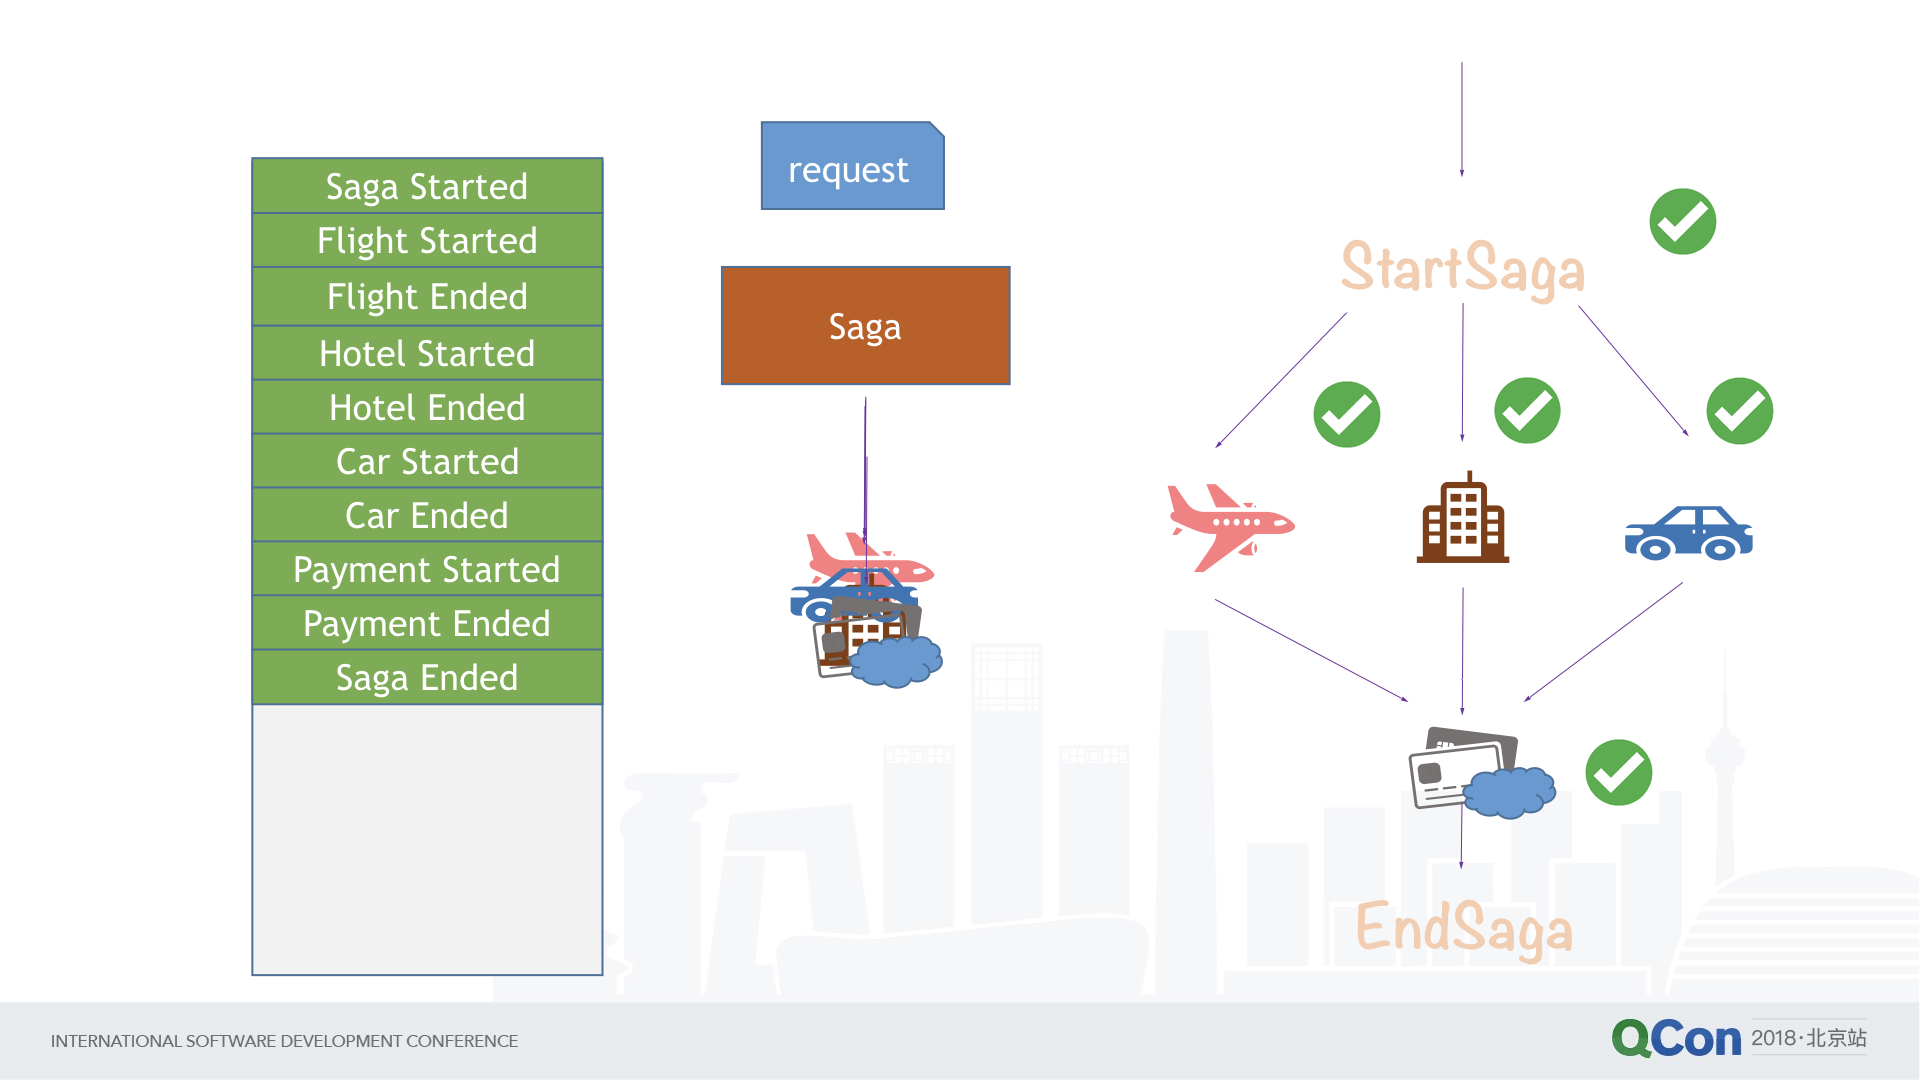 Saga Started
Flight Started
Flight Ended
Hotel Started
Hotel Ended
Car Started
Car Ended
Payment Started
Payment Ended
Saga Ended
request
Saga
StartSaga
EndSaga
INTERNATIONAL SOFTWARE DEVELOPMENT CONFERENCE
QCon 2018·北京站